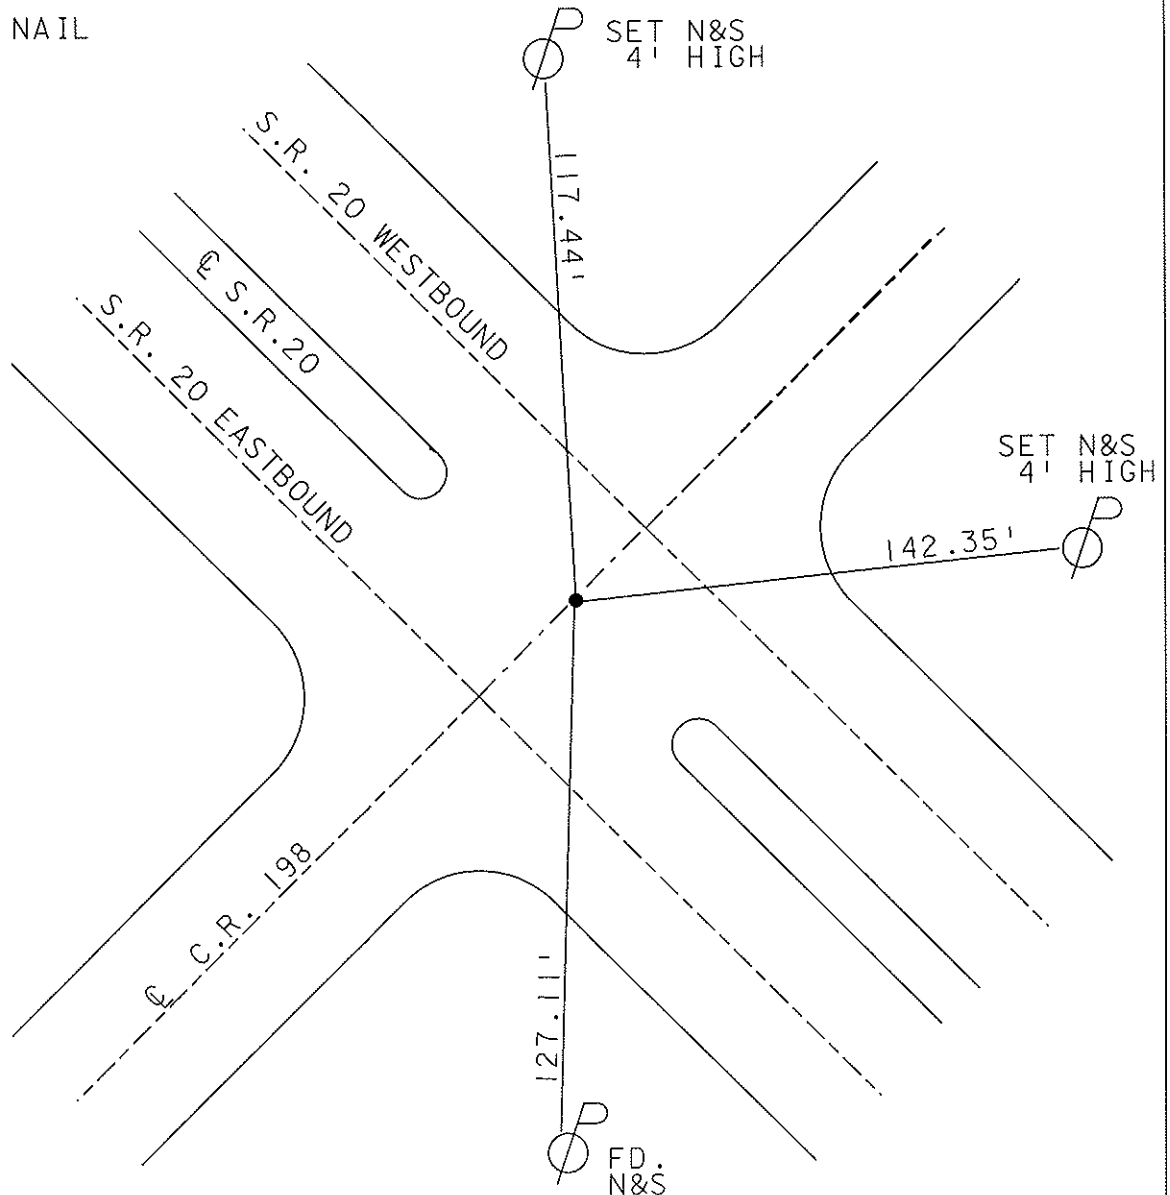 NAIL
SET N&S
4' HIGH
S.R. 20 WESTBOUND
℄ S.R.20
S.R. 20 EASTBOUND
117.44'
SET N&S
4' HIGH
142.35'
℄ C.R. 198
127.11'
FD.
N&S
P
P
P